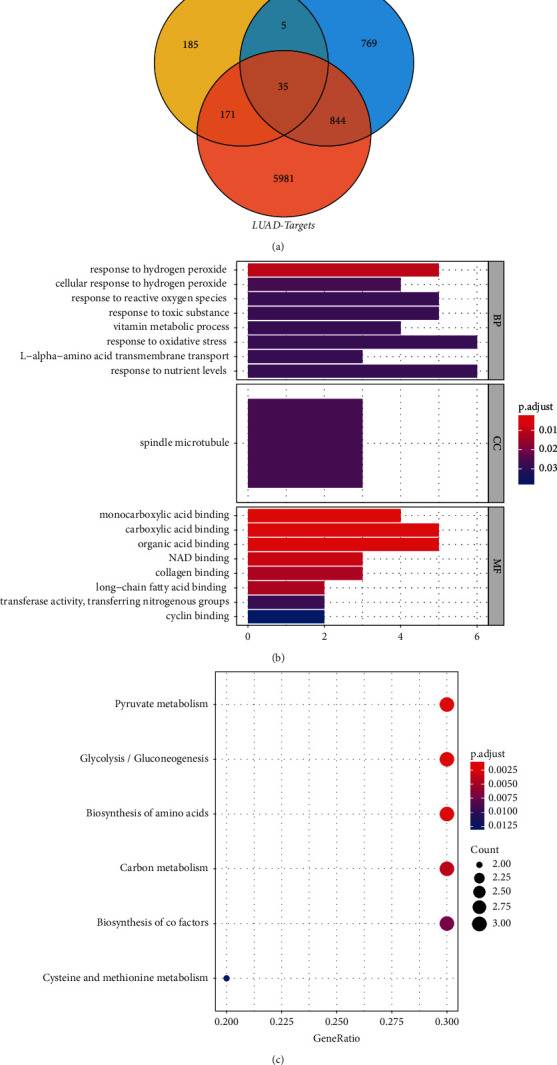 5
185
769
35
171
844
5981
LUAD-Targets
(a)
response to hydrogen peroxide
cellular response to hydrogen peroxide
response to reactive oxygen species
response to toxic substance
vitamin metabolic process
response to oxidative stress
L−alpha−amino acid transmembrane transport
response to nutrient levels
BP
spindle microtubule
CC
p.adjust
0.01
0.02
0.03
monocarboxylic acid binding
carboxylic acid binding
organic acid binding
NAD binding
collagen binding
long−chain fatty acid binding
transferase activity, transferring nitrogenous groups
cyclin binding
MF
0 2 4 6
(b)
Pyruvate metabolism
Glycolysis / Gluconeogenesis
Biosynthesis of amino acids
Carbon metabolism
Biosynthesis of co factors
Cysteine and methionine metabolism
p.adjust
0.0025
0.0050
0.0075
0.0100
0.0125
Count
2.00
2.25
2.50
2.75
3.00
0.200 0.225 0.250 0.275 0.300
GeneRatio
(c)